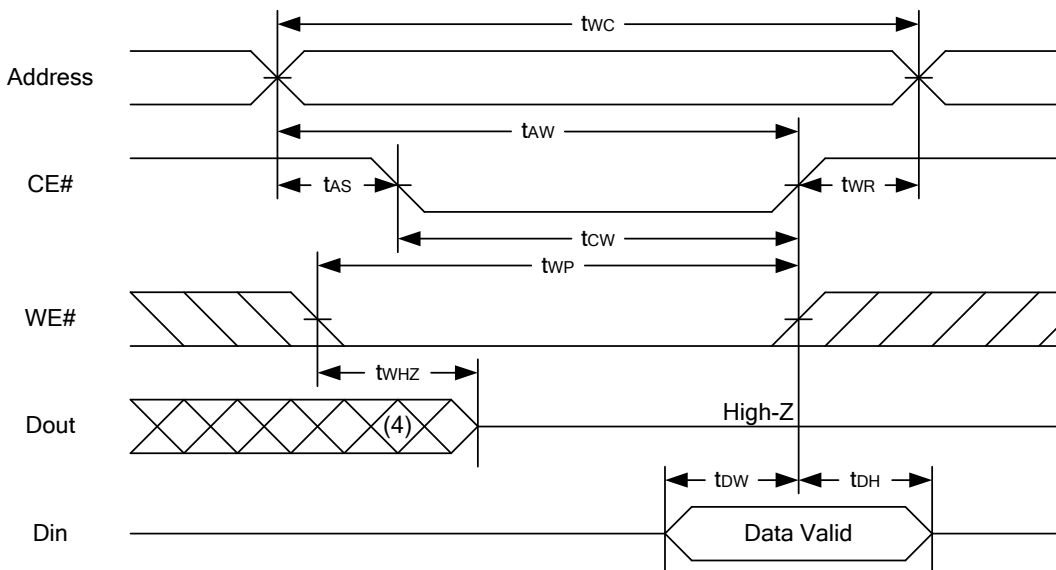 tWC
Address
tAW
CE#
tAS
tWR
tCW
tWP
WE#
tWHZ
Dout
(4)
High-Z
tDW
tDH
Din
Data Valid